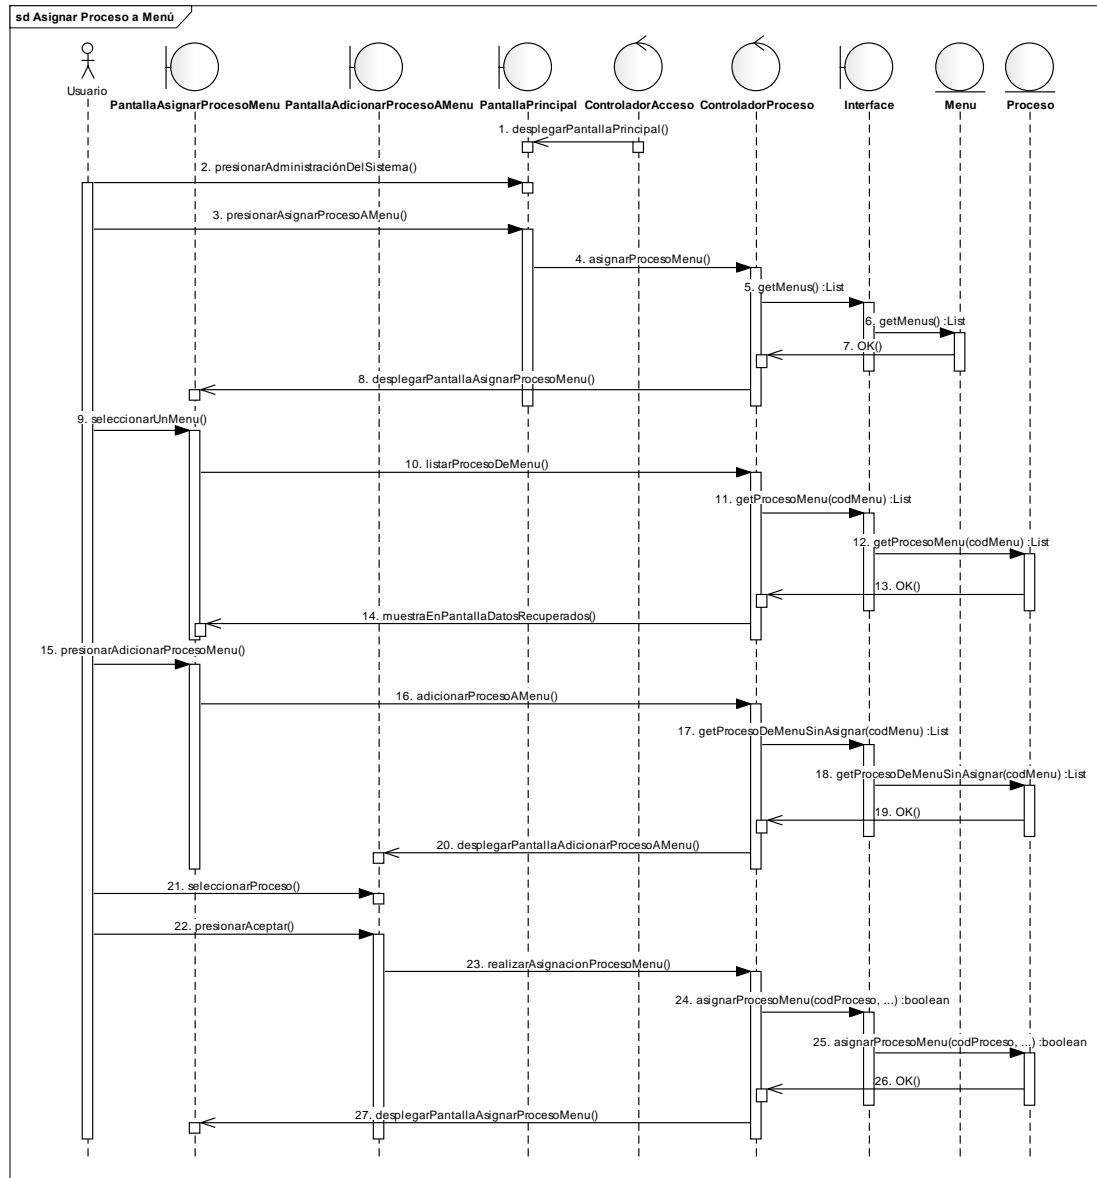 sd Asignar Proceso a Menú
Usuario
PantallaAsignarProcesoMenu
PantallaAdicionarProcesoAMenu
PantallaPrincipal
ControladorAcceso
ControladorProceso
Interface
Menu
Proceso
1. desplegarPantallaPrincipal()
2. presionarAdministraciónDelSistema()
3. presionarAsignarProcesoAMenu()
4. asignarProcesoMenu()
5. getMenus() :List
6. getMenus() :List
7. OK()
8. desplegarPantallaAsignarProcesoMenu()
9. seleccionarUnMenu()
10. listarProcesoDeMenu()
11. getProcesoMenu(codMenu) :List
12. getProcesoMenu(codMenu) :List
13. OK()
14. muestraEnPantallaDatosRecuperados()
15. presionarAdicionarProcesoMenu()
16. adicionarProcesoAMenu()
17. getProcesoDeMenuSinAsignar(codMenu) :List
18. getProcesoDeMenuSinAsignar(codMenu) :List
19. OK()
20. desplegarPantallaAdicionarProcesoAMenu()
21. seleccionarProceso()
22. presionarAceptar()
23. realizarAsignacionProcesoMenu()
24. asignarProcesoMenu(codProceso, ...) :boolean
25. asignarProcesoMenu(codProceso, ...) :boolean
26. OK()
27. desplegarPantallaAsignarProcesoMenu()